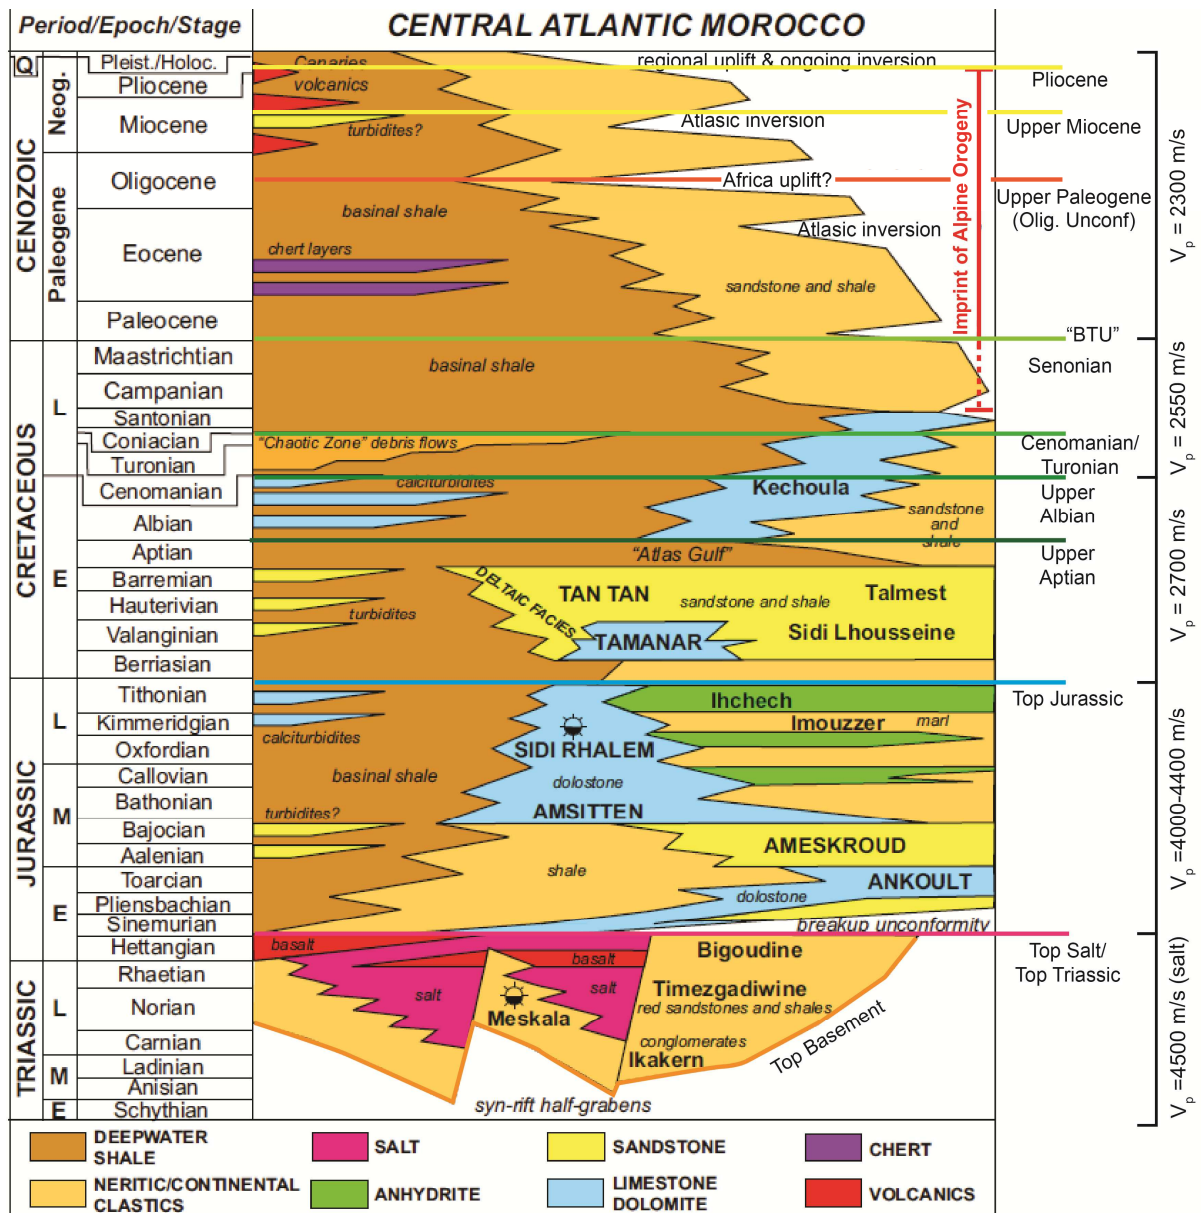 Period/Epoch/Stage
CENTRAL ATLANTIC MOROCCO
Q
Pleist./Holoc.
Canaries
regional uplift & ongoing inversion
CENOZOIC
Neog.
Pliocene
volcanics
Pliocene
Miocene
turbidites?
Atlasic inversion
Upper Miocene
Paleogene
Oligocene
Africa uplift?
Upper Paleogene
(Olig. Unconf)
basinal shale
Atlasic inversion
Eocene
chert layers
sandstone and shale
Paleocene
Imprint of Alpine Orogeny
Vp = 2300 m/s
"BTU"
CRETACEOUS
L
Maastrichtian
basinal shale
Senonian
Campanian
Santonian
Vp = 2550 m/s
Coniacian
"Chaotic Zone" debris flows
Cenomanian/
Turonian
Turonian
Cenomanian
calciturbidites
Kechoula
Upper
Albian
E
Albian
sandstone
and
shale
Aptian
"Atlas Gulf"
Upper
Aptian
Barremian
DELTAIC FACIES
TAN TAN
Talmest
Hauterivian
turbidites
sandstone and shale
Valanginian
TAMANAR
Sidi Lhousseine
Berriasian
Vp = 2700 m/s
JURASSIC
L
Tithonian
Ihchech
Top Jurassic
Kimmeridgian
Imouzzer
marl
calciturbidites
Oxfordian
SIDI RHALEM
M
Callovian
basinal shale
dolostone
Bathonian
turbidites?
AMSITTEN
Bajocian
AMESKROUD
Aalenian
E
Toarcian
shale
ANKOULT
Pliensbachian
dolostone
Sinemurian
breakup unconformity
Vp =4000-4400 m/s
Hettangian
basalt
basalt
Bigoudine
Top Salt/
Top Triassic
TRIASSIC
L
Rhaetian
salt
salt
Timezgadiwine
Norian
red sandstones and shales
Meskala
Carnian
conglomerates
Ikakern
Top Basement
M
Ladinian
Anisian
E
Schythian
syn-rift half-grabens
Vp =4500 m/s (salt)
DEEPWATER
SHALE
SALT
SANDSTONE
CHERT
NERITIC/CONTINENTAL
CLASTICS
ANHYDRITE
LIMESTONE
DOLOMITE
VOLCANICS